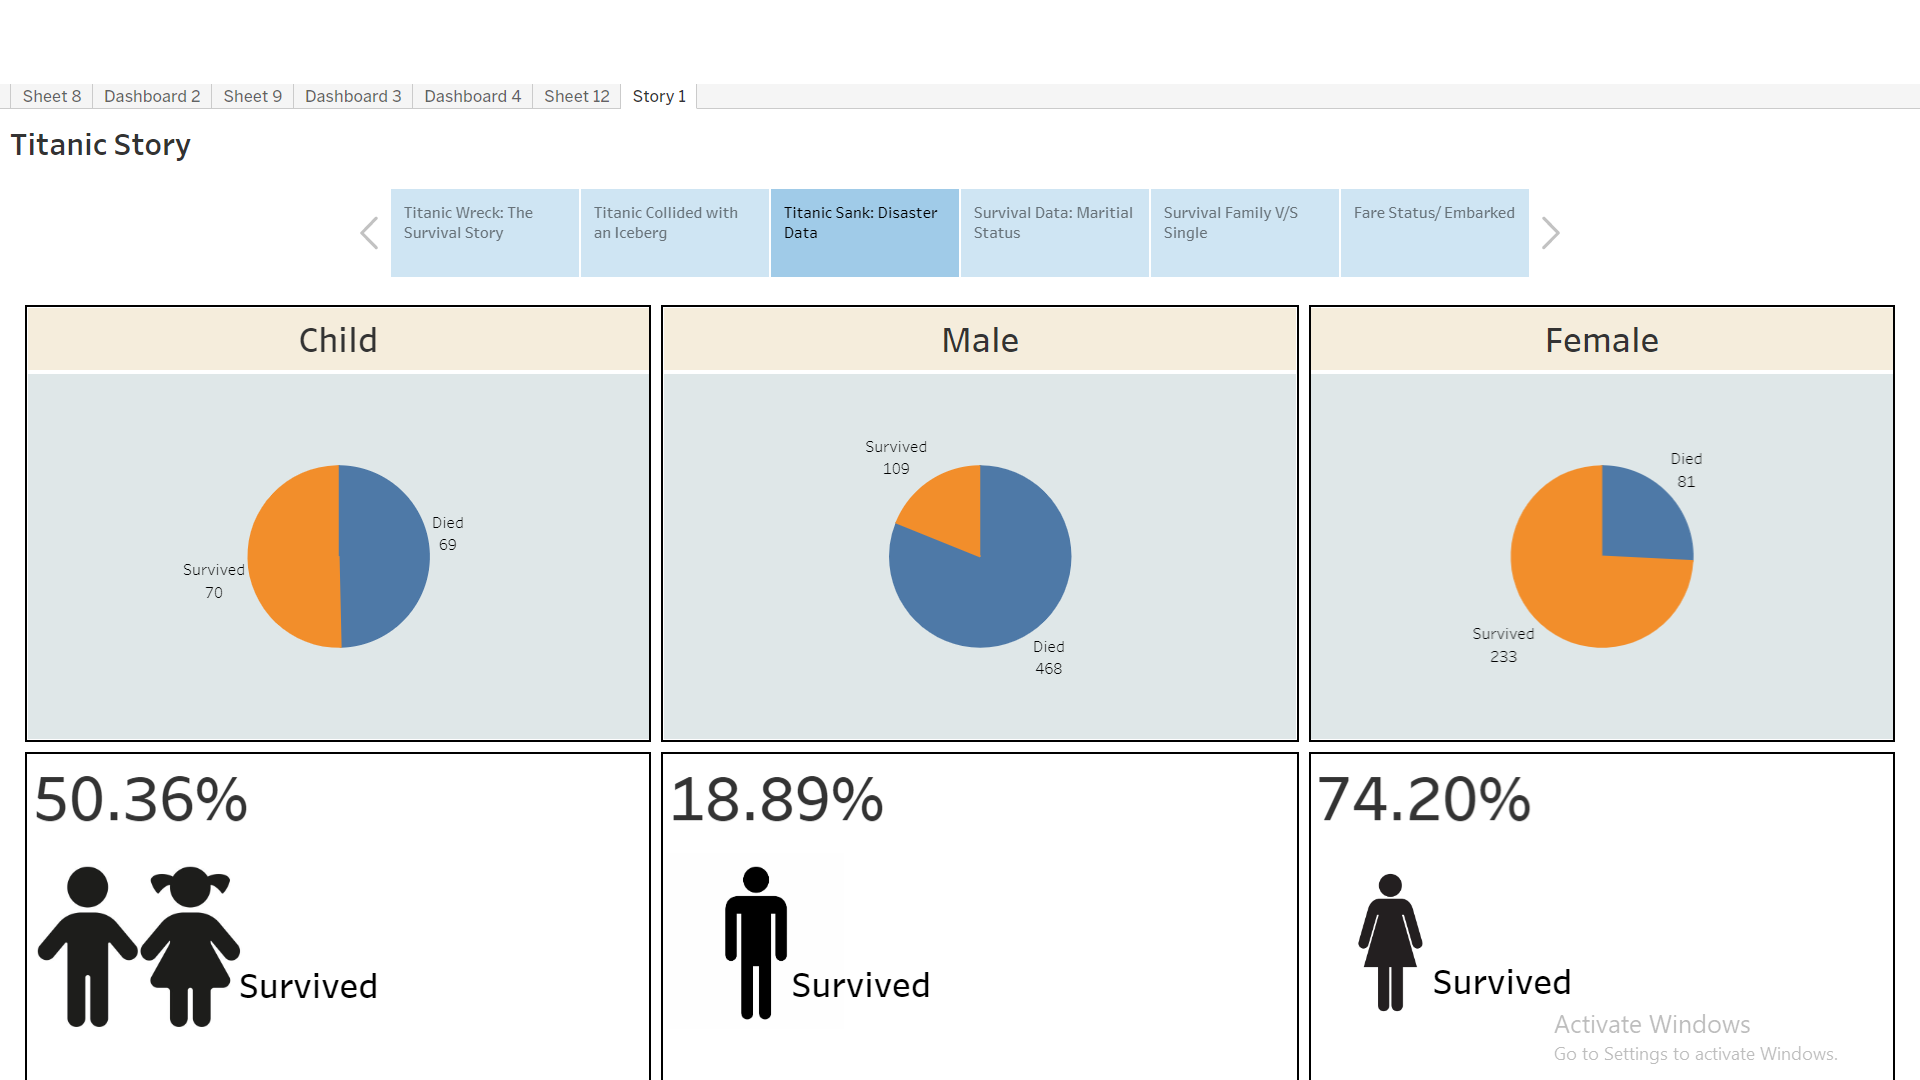 Sheet 8
Dashboard 2
Sheet 9
Dashboard 3
Dashboard 4
Sheet 12
Story 1
Titanic Story
Titanic Wreck: The
Survival Story
Titanic Collided with
an Iceberg
Titanic Sank: Disaster
Data
Survival Data: Maritial
Status
Survival Family V/S
Single
Fare Status/ Embarked
Child
Male
Female
Died
69
Survived
70
Survived
109
Died
468
Died
81
Survived
233
50.36%
Survived
18.89%
Survived
74.20%
Survived
Activate Windows
Go to Settings to activate Windows.